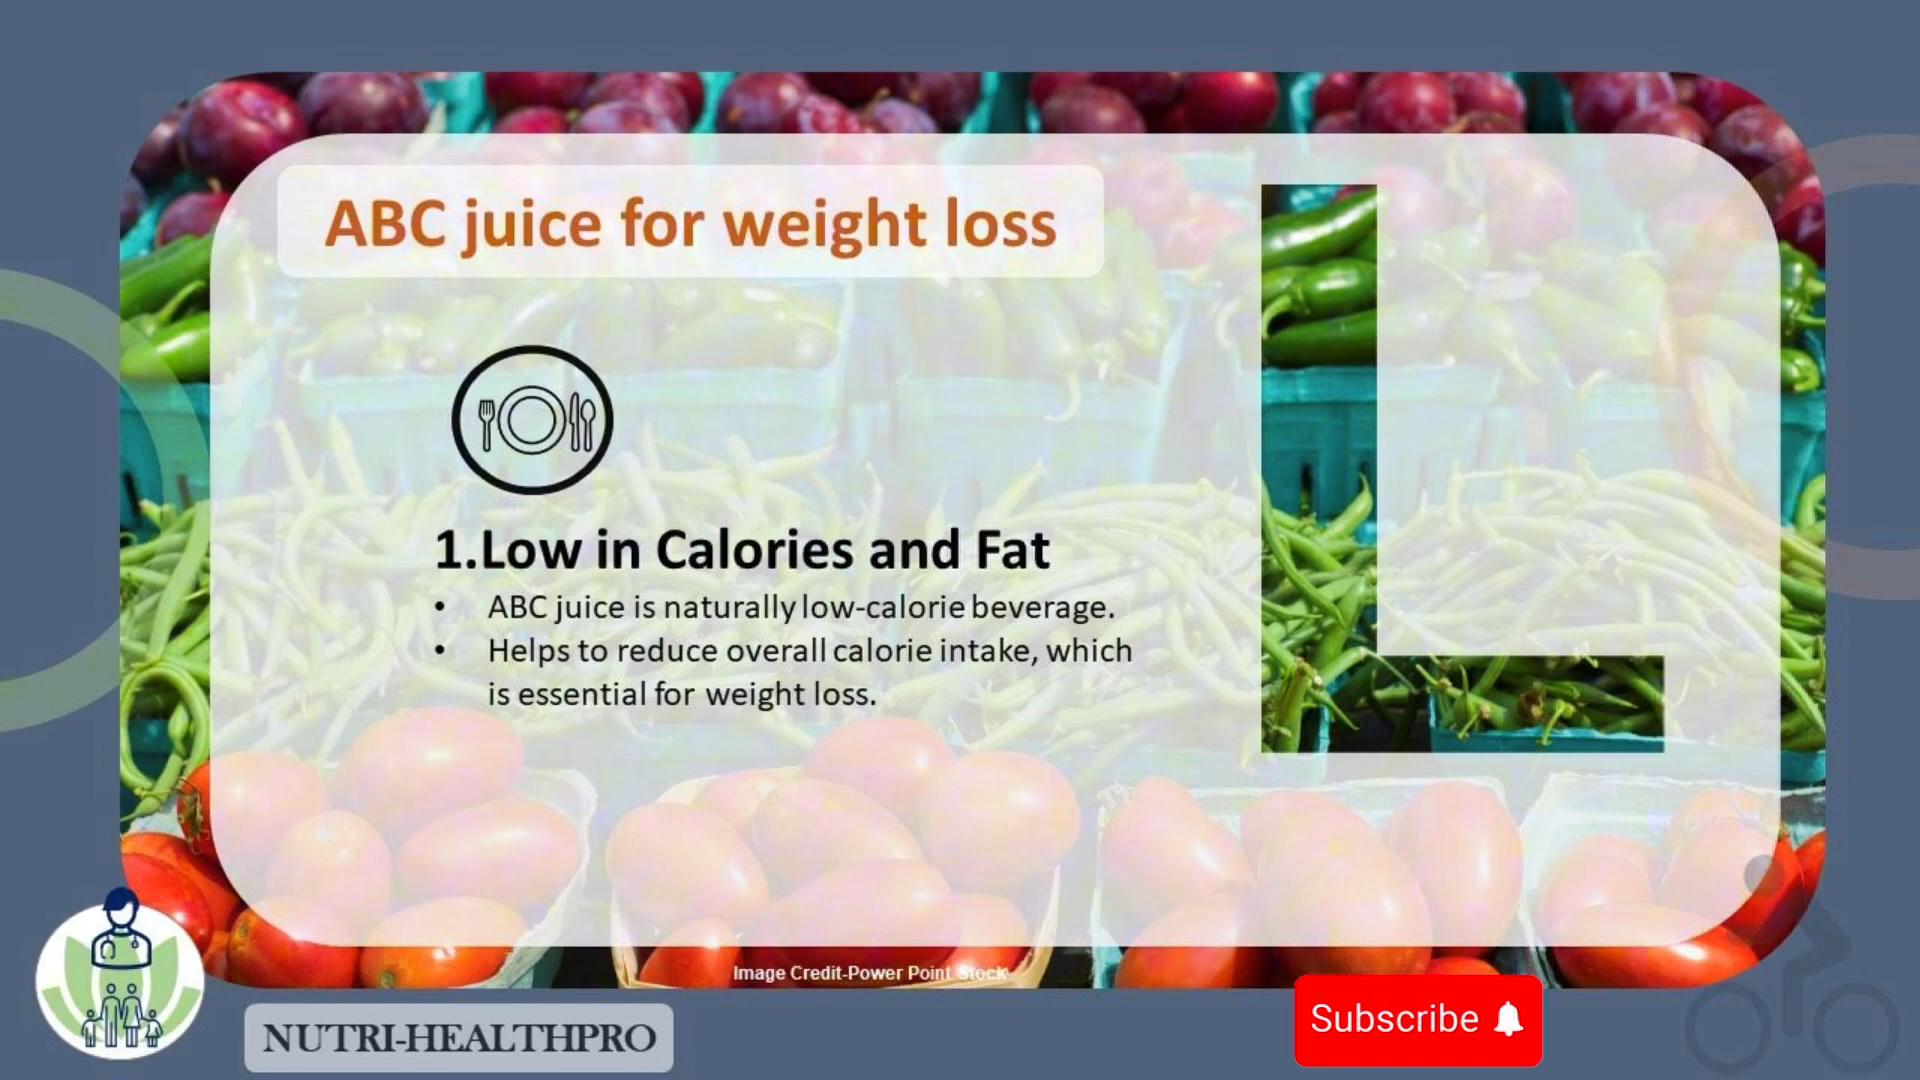 ABC juice for weight loss
L
1.Low in Calories and Fat
• ABC juice is naturally low-calorie beverage.
• Helps to reduce overall calorie intake, which
is essential for weight loss.
Image Credit-Power Point Stock
NUTRI-HEALTHPRO
Subscribe